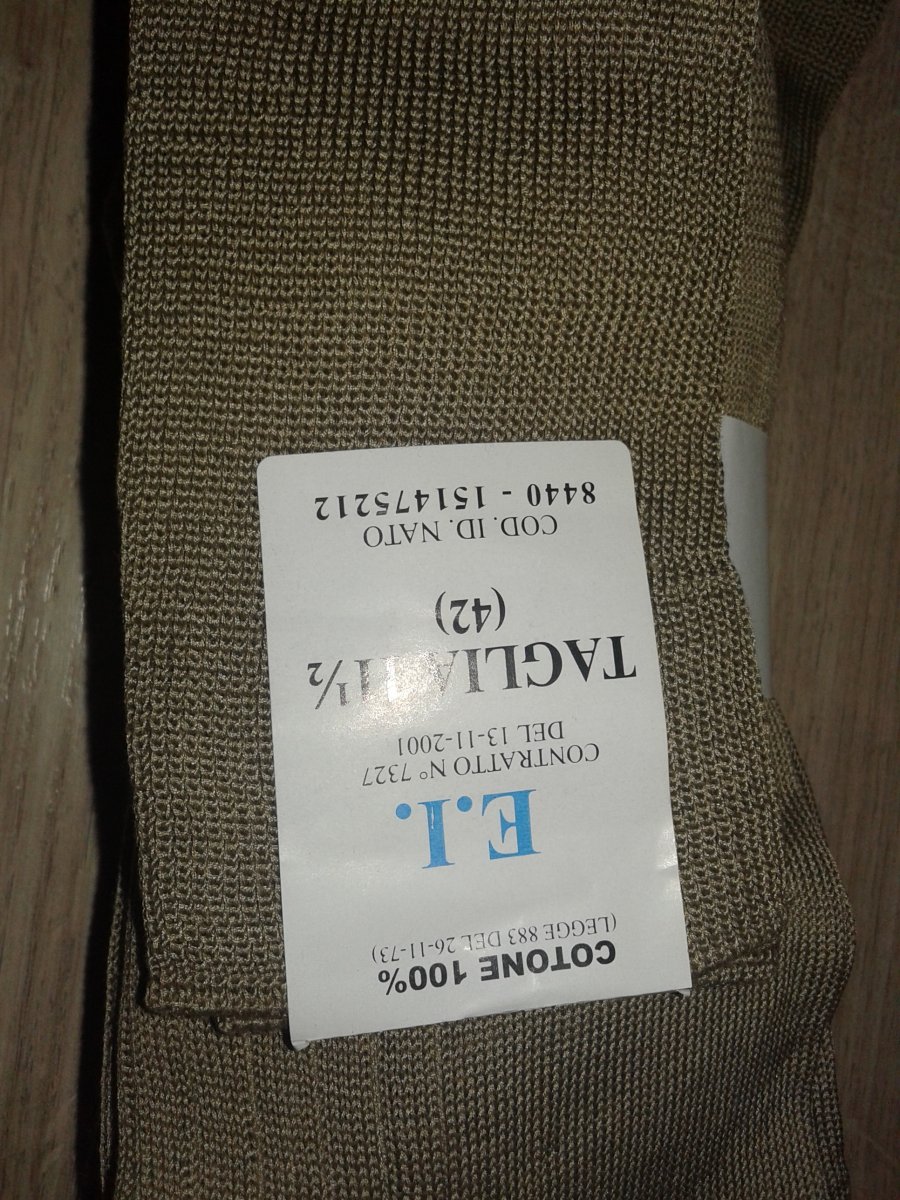 COTONE 100%
(LEGGE 883 DEL 26-11-73)
E.I.
CONTRATTO N° 7327
DEL 13-11-2001
TAGLIA 11½
(42)
COD. ID. NATO
8440 - 151475212